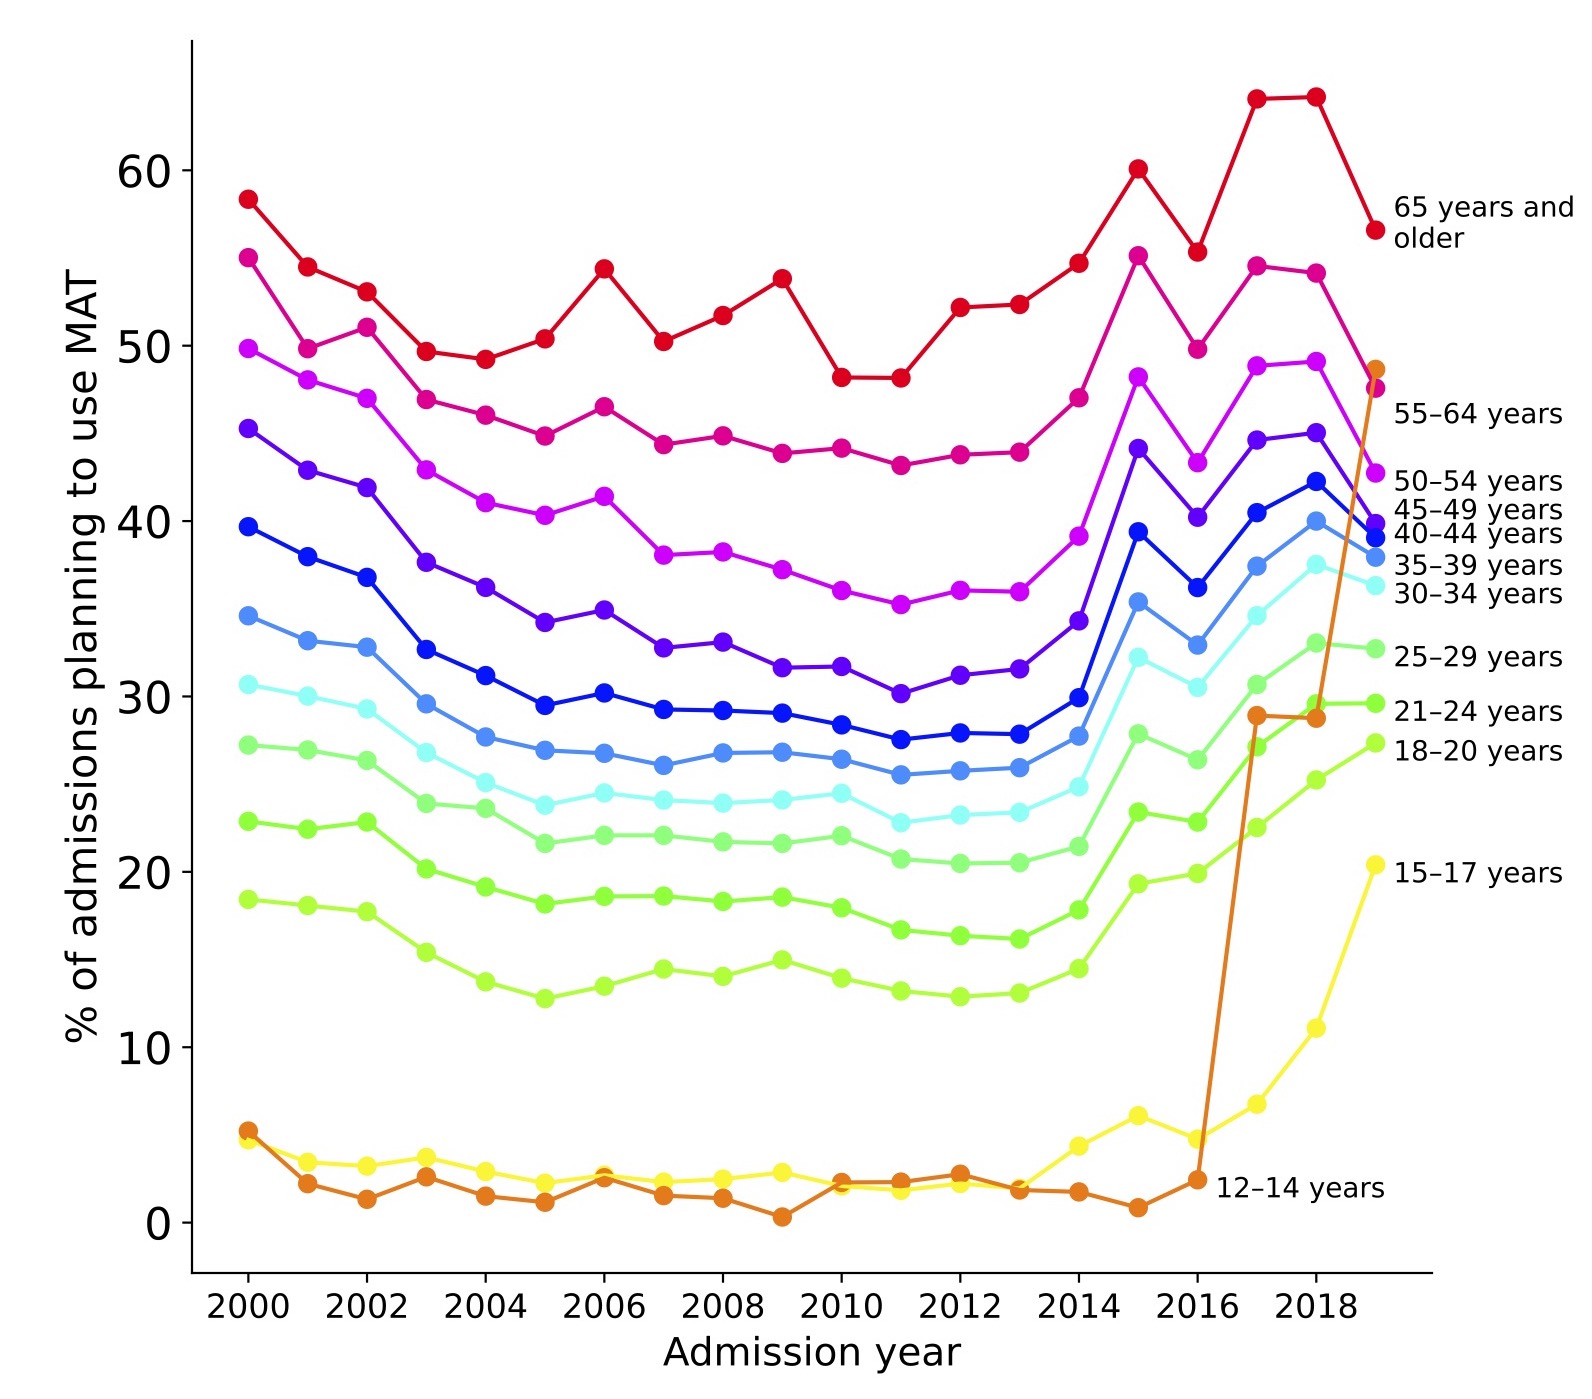 % of admissions planning to use MAT
60
50
40
30
20
10
0
65 years and
older
55–64 years
50–54 years
45–49 years
40–44 years
35–39 years
30–34 years
25–29 years
21–24 years
18–20 years
15–17 years
12–14 years
2000 2002 2004 2006 2008 2010 2012 2014 2016 2018
Admission year